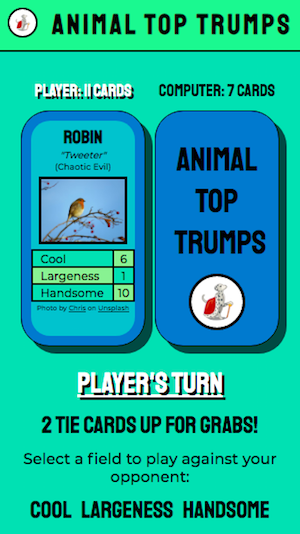 ANIMAL TOP TRUMPS
PLAYER: 11 CARDS
COMPUTER: 7 CARDS
ROBIN
"Tweeter"
(Chaotic Evil)
Cool 6
Largeness 1
Handsome 10
Photo by Chris on Unsplash
ANIMAL
TOP
TRUMPS
PLAYER'S TURN
2 TIE CARDS UP FOR GRABS!
Select a field to play against your
opponent:
COOL LARGENESS HANDSOME